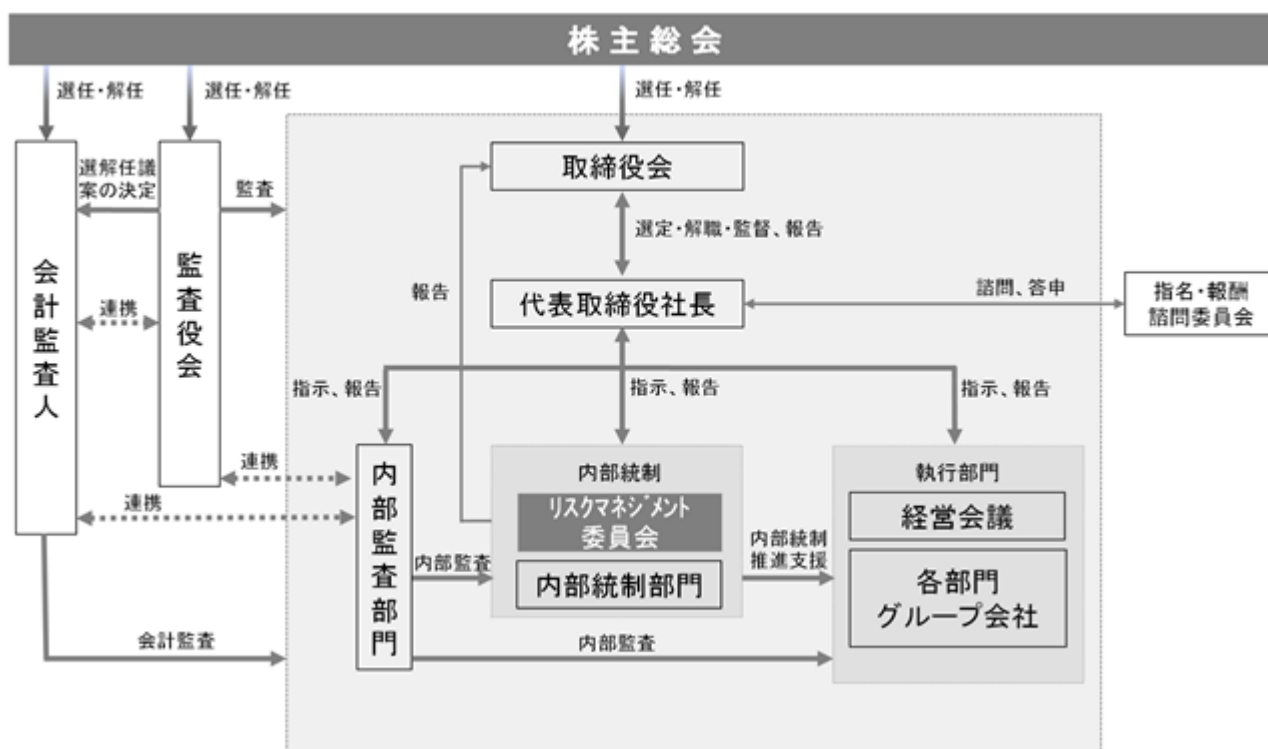 株主総会
選任・解任
選任・解任
選任・解任
取締役会
選解任議
案の決定
監査
選定・解職・監督、報告
会計監査人
監査役会
報告
代表取締役社長
諮問、答申
指名・報酬
諮問委員会
連携
指示、報告
指示、報告
指示、報告
連携
連携
内部監査部門
内部統制
リスクマネジメント
委員会
内部統制部門
内部監査
内部統制
推進支援
執行部門
経営会議
各部門
グループ会社
会計監査
内部監査